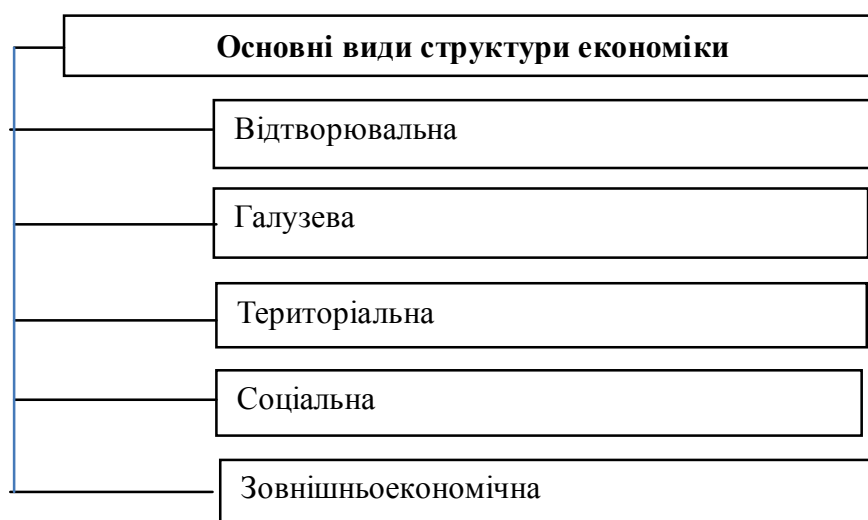 Основні види структури економіки
Відтворювальна
Галузева
Територіальна
Соціальна
Зовнішньоекономічна